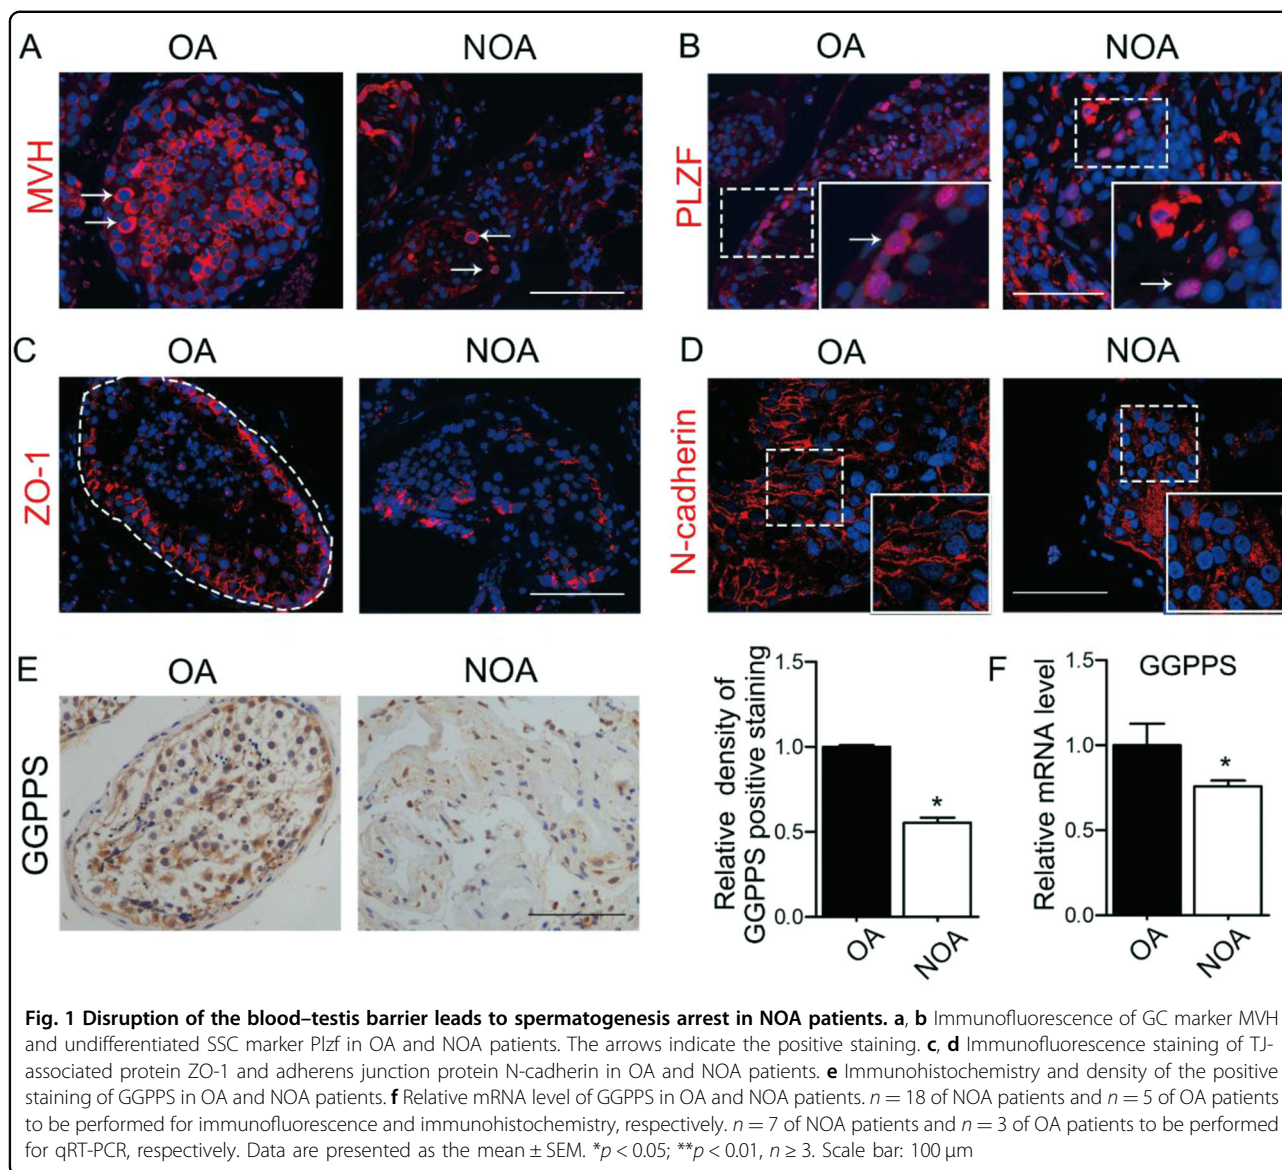 A
OA
NOA
MVH
B
OA
NOA
PLZF
C
OA
NOA
ZO-1
D
OA
NOA
N-cadherin
E
OA
NOA
GGPPS
Relative density of
GGPPS positive staining
1.5
1.0
0.5
0.0
*
OA
NOA
F
GGPPS
Relative mRNA level
1.5
1.0
0.5
0.0
*
OA
NOA
Fig. 1 Disruption of the blood–testis barrier leads to spermatogenesis arrest in NOA patients. a, b Immunofluorescence of GC marker MVH
and undifferentiated SSC marker Plzf in OA and NOA patients. The arrows indicate the positive staining. c, d Immunofluorescence staining of TJ-
associated protein ZO-1 and adherens junction protein N-cadherin in OA and NOA patients. e Immunohistochemistry and density of the positive
staining of GGPPS in OA and NOA patients. f Relative mRNA level of GGPPS in OA and NOA patients. n = 18 of NOA patients and n = 5 of OA patients
to be performed for immunofluorescence and immunohistochemistry, respectively. n = 7 of NOA patients and n = 3 of OA patients to be performed
for qRT-PCR, respectively. Data are presented as the mean ± SEM. *p < 0.05; **p < 0.01, n ≥ 3. Scale bar: 100 μm